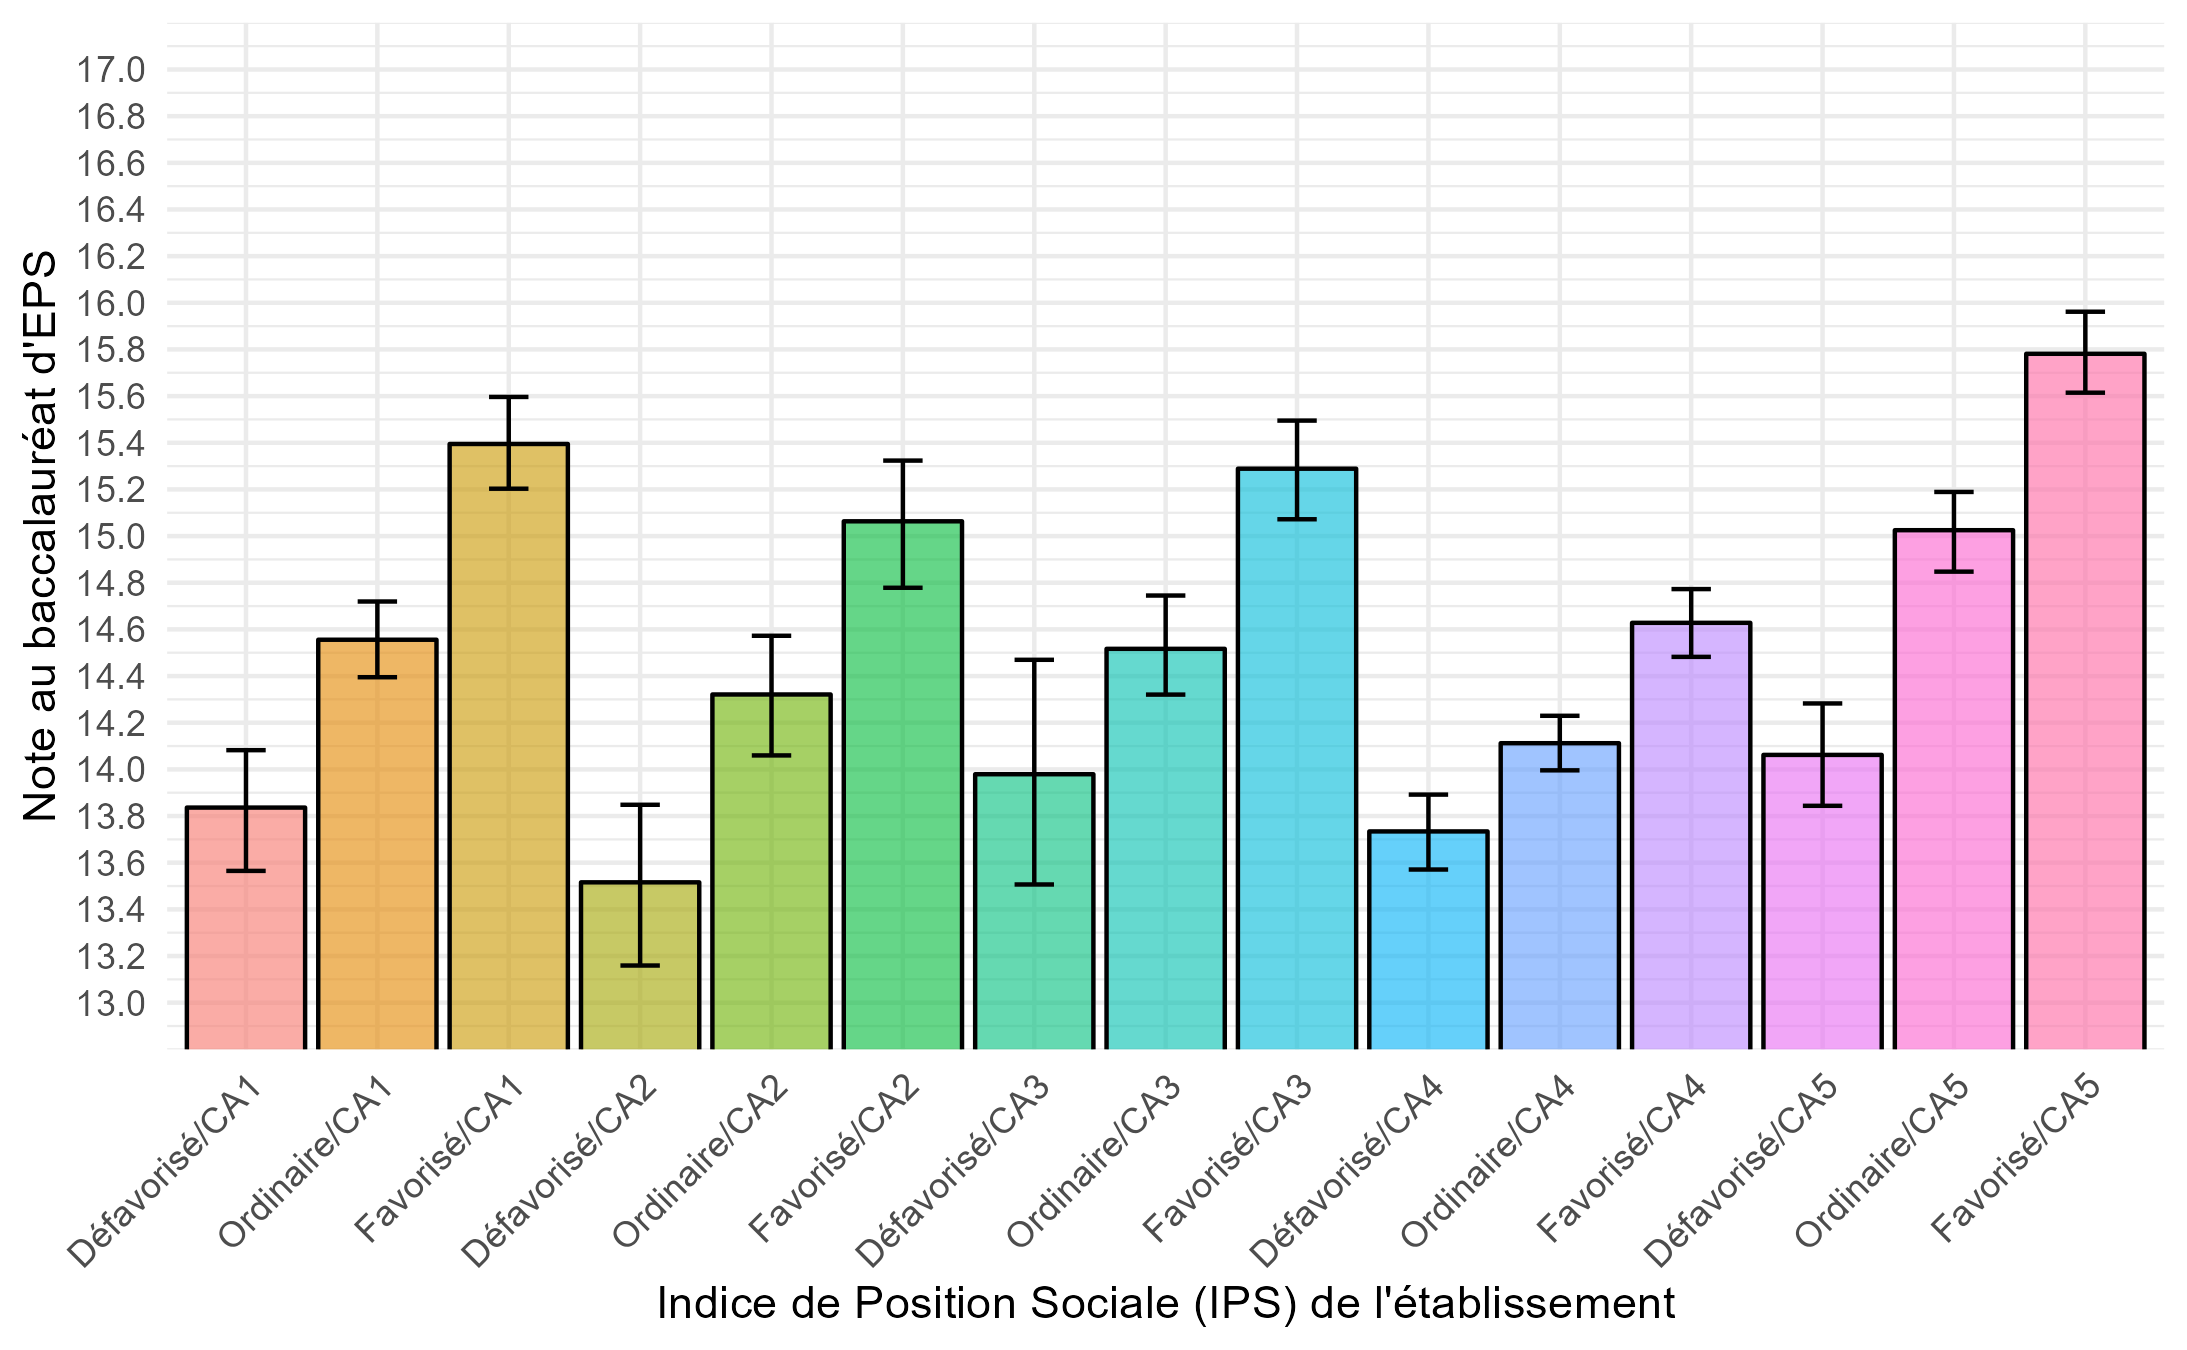 Note au baccalauréat d'EPS
17.0
16.8
16.6
16.4
16.2
16.0
15.8
15.6
15.4
15.2
15.0
14.8
14.6
14.4
14.2
14.0
13.8
13.6
13.4
13.2
13.0
Défavorisé/CA1
Ordinaire/CA1
Favorisé/CA1
Défavorisé/CA2
Ordinaire/CA2
Favorisé/CA2
Défavorisé/CA3
Ordinaire/CA3
Favorisé/CA3
Défavorisé/CA4
Ordinaire/CA4
Favorisé/CA4
Défavorisé/CA5
Ordinaire/CA5
Favorisé/CA5
Indice de Position Sociale (IPS) de l'établissement